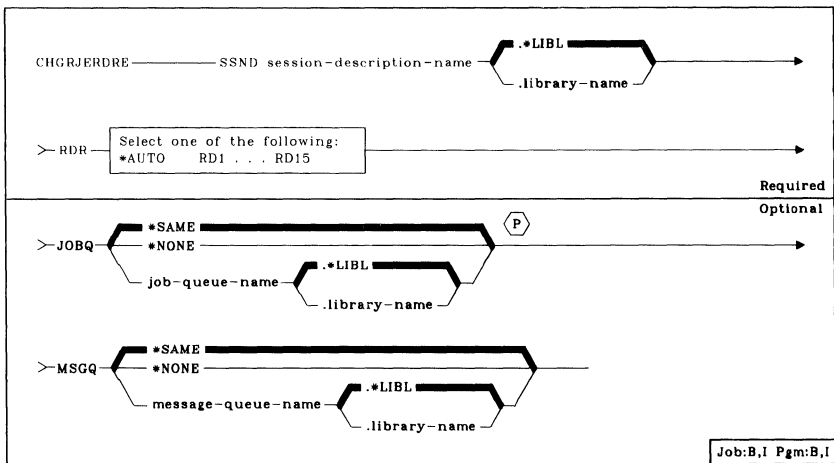 .*LIBL
CHGRJERDRE SSND session-description-name
.library-name
RDR Select one of the following:
*AUTO RD1 . . . RD15
Required
Optional
*SAME P
JOBQ *NONE
.*LIBL
job-queue-name
.library-name
*SAME
MSGQ *NONE
.*LIBL
message-queue-name
.library-name
Job:B,I Pgm:B,I